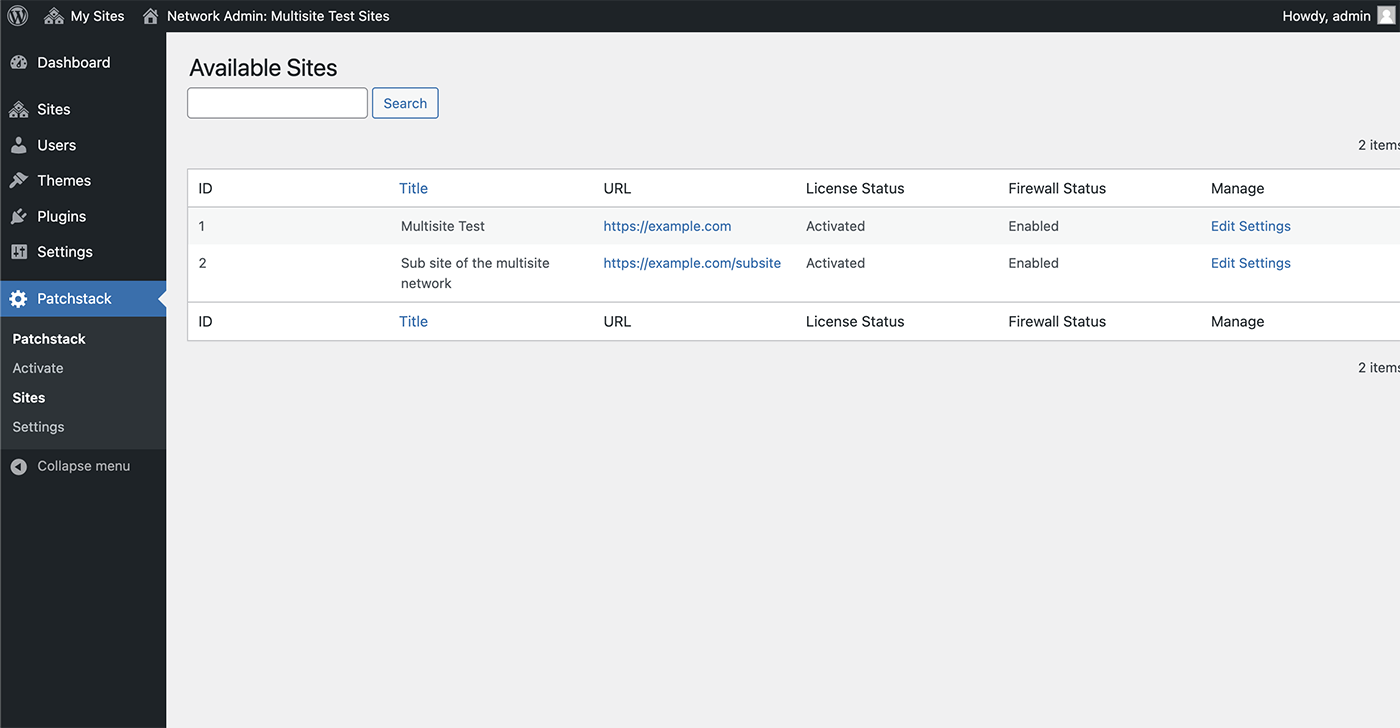 My Sites Network Admin: Multisite Test Sites Howdy, admin
Dashboard
Sites
Users
Themes
Plugins
Settings
Patchstack
Patchstack
Activate
Sites
Settings
Collapse menu
Available Sites
Search
2 items
ID Title URL License Status Firewall Status Manage
1 Multisite Test https://example.com Activated Enabled Edit Settings
2 Sub site of the multisite https://example.com/subsite Activated Enabled Edit Settings
network
ID Title URL License Status Firewall Status Manage
2 items